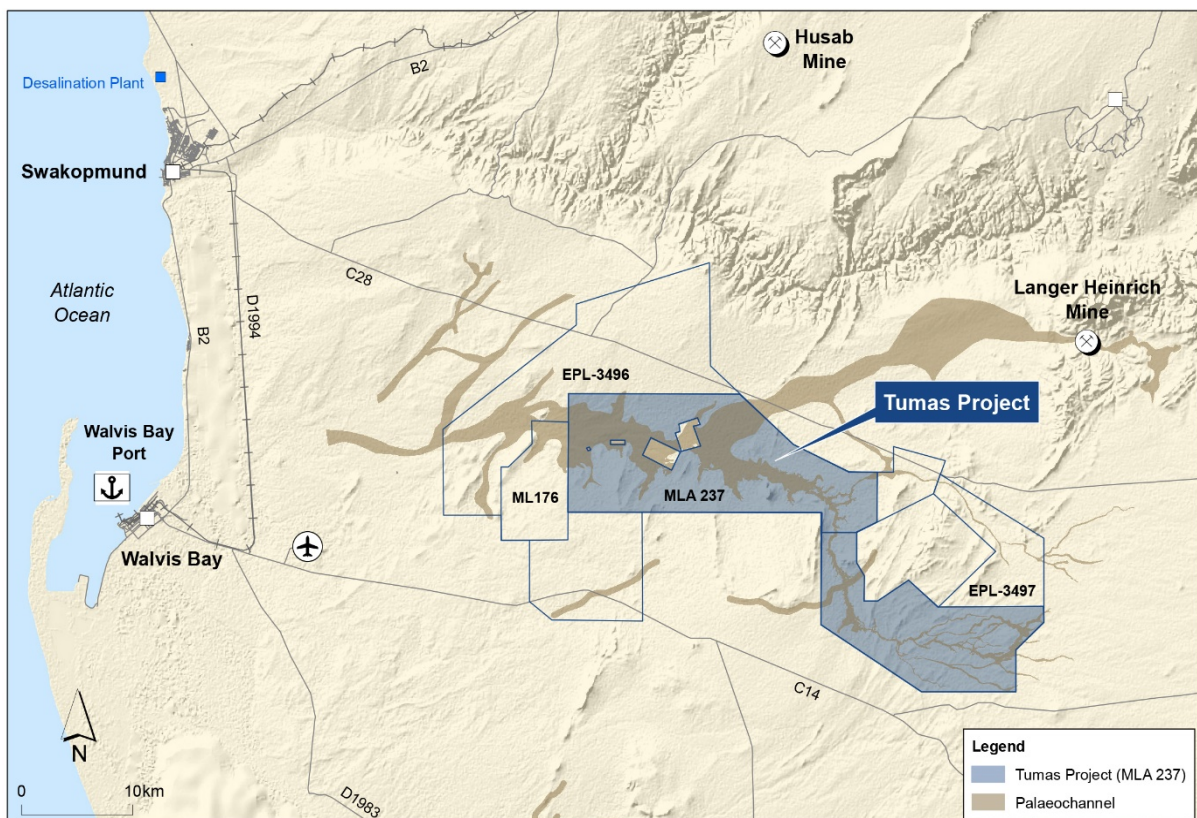 Husab
Mine
B2
Desalination Plant
Swakopmund
Atlantic
Ocean
C28
D1994
B2
Langer Heinrich
Mine
EPL-3496
Tumas Project
Walvis Bay
Port
ML176
MLA 237
Walvis Bay
EPL-3497
C14
N
0
10km
D1983
Legend
Tumas Project (MLA 237)
Palaeochannel